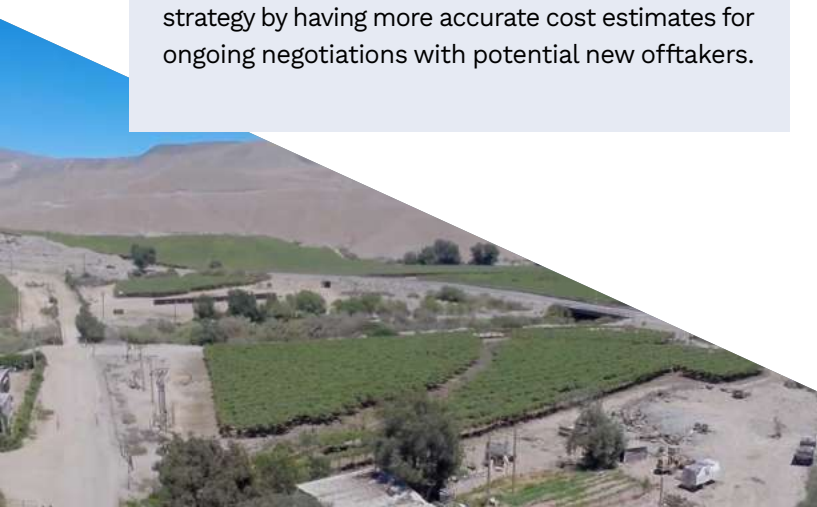 strategy by having more accurate cost estimates for
ongoing negotiations with potential new offtakers.